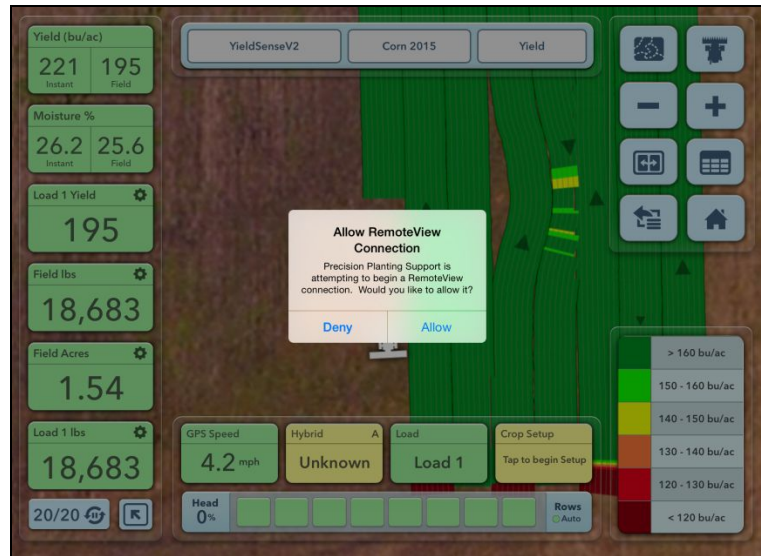 Yield (bu/ac)
221 195
Instant Field
Moisture %
26.2 25.6
Instant Field
Load 1 Yield
195
Field lbs
18,683
Field Acres
1.54
Load 1 lbs
18,683
20/20
YieldSenseV2 Corn 2015 Yield
Allow RemoteView
Connection
Precision Planting Support is
attempting to begin a RemoteView
connection. Would you like to allow it?
Deny Allow
GPS Speed
4.2 mph
Hybrid A
Unknown
Load
Load 1
Crop Setup
Tap to begin Setup
Head
0%
Rows
Auto
> 160 bu/ac
150 - 160 bu/ac
140 - 150 bu/ac
130 - 140 bu/ac
120 - 130 bu/ac
< 120 bu/ac